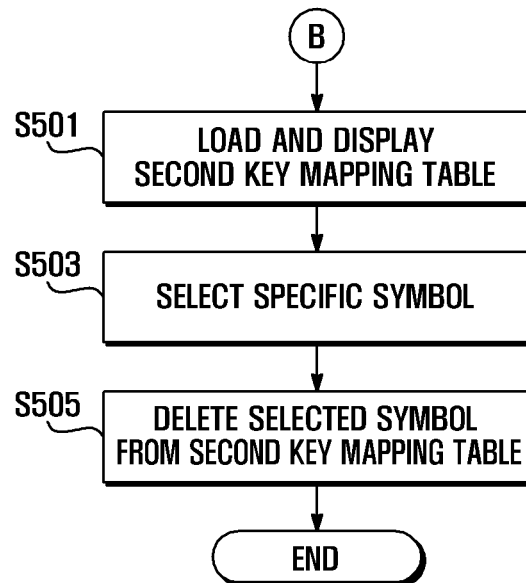 B
S501
LOAD AND DISPLAY
SECOND KEY MAPPING TABLE
S503
SELECT SPECIFIC SYMBOL
S505
DELETE SELECTED SYMBOL
FROM SECOND KEY MAPPING TABLE
END